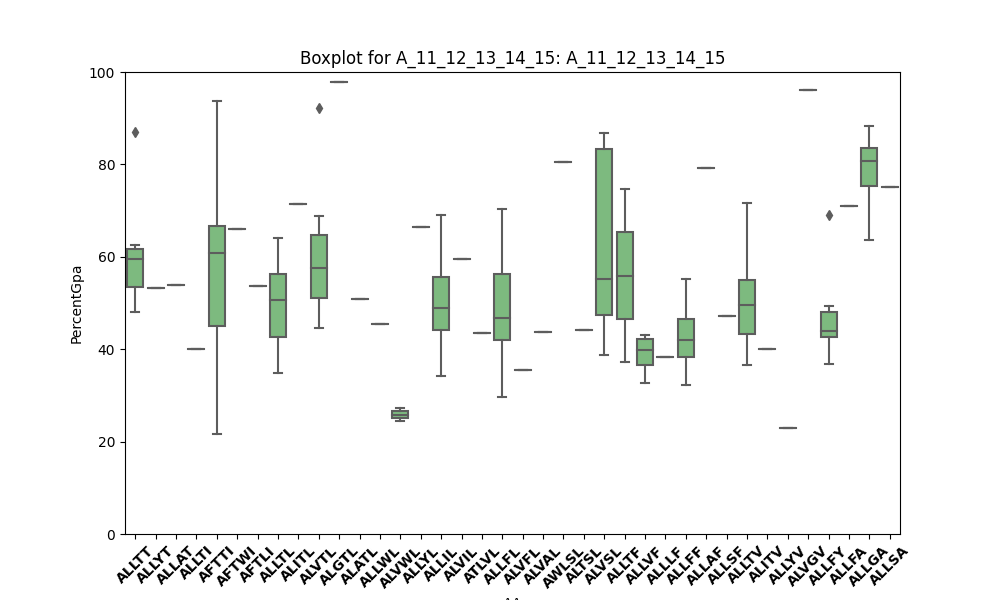 Boxplot for A_11_12_13_14_15: A_11_12_13_14_15
PercentGpa
100
80
60
40
20
0
ALLTT
ALLYT
ALLAT
ALLTI
AFTTI
AFTWI
AFTLI
ALLTL
ALITL
ALVTL
ALGTL
ALATL
ALLWL
ALVWL
ALLYL
ALLIL
ALVIL
ATLVL
ALLFL
ALVFL
ALVAL
AWLSL
ALTSL
ALVSL
ALLTF
ALLVF
ALLLF
ALLFF
ALLAF
ALLSF
ALLTV
ALITV
ALLYV
ALVGV
ALLFY
ALLFA
ALLGA
ALLSA